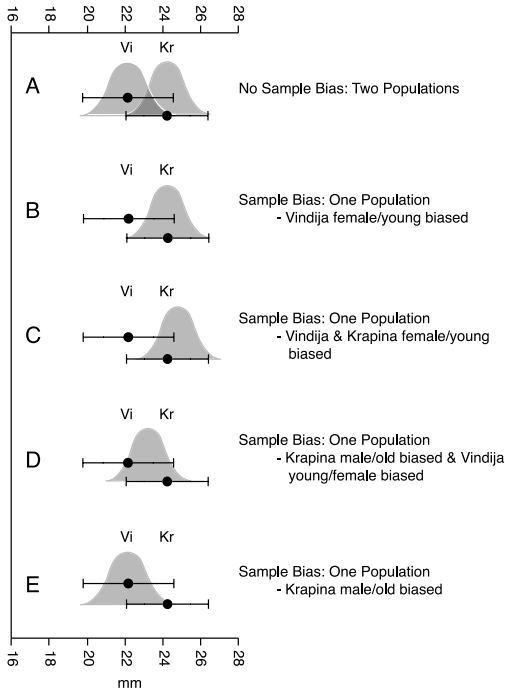 16 18 20 22 24 26 28
Vi Kr
A
No Sample Bias: Two Populations
Vi Kr
B
Sample Bias: One Population
- Vindija female/young biased
Vi Kr
C
Sample Bias: One Population
- Vindija & Krapina female/young
biased
Vi Kr
D
Sample Bias: One Population
- Krapina male/old biased & Vindija
young/female biased
Vi Kr
E
Sample Bias: One Population
- Krapina male/old biased
16 18 20 22 24 26 28
mm